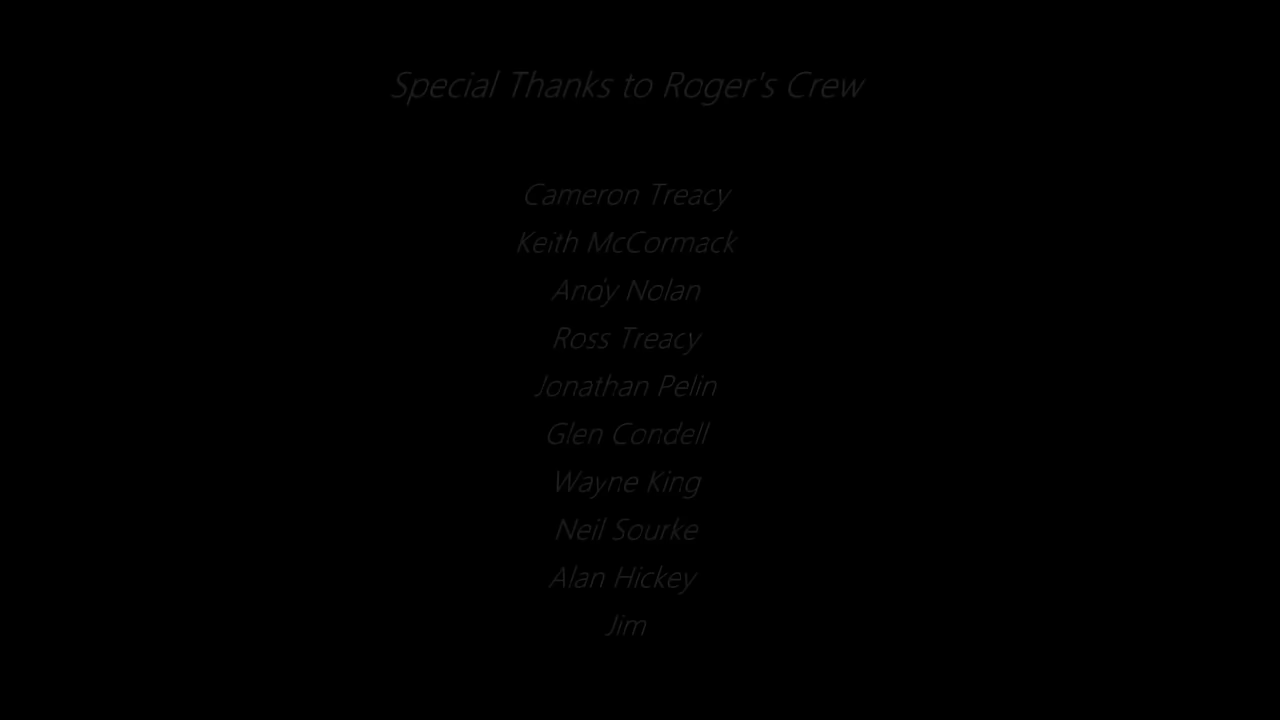 Special Thanks to Roger's Crew
Cameron Treacy
Keith McCormack
Andy Nolan
Ross Treacy
Jonathan Pelin
Glen Condell
Wayne King
Neil Sourke
Alan Hickey
Jim